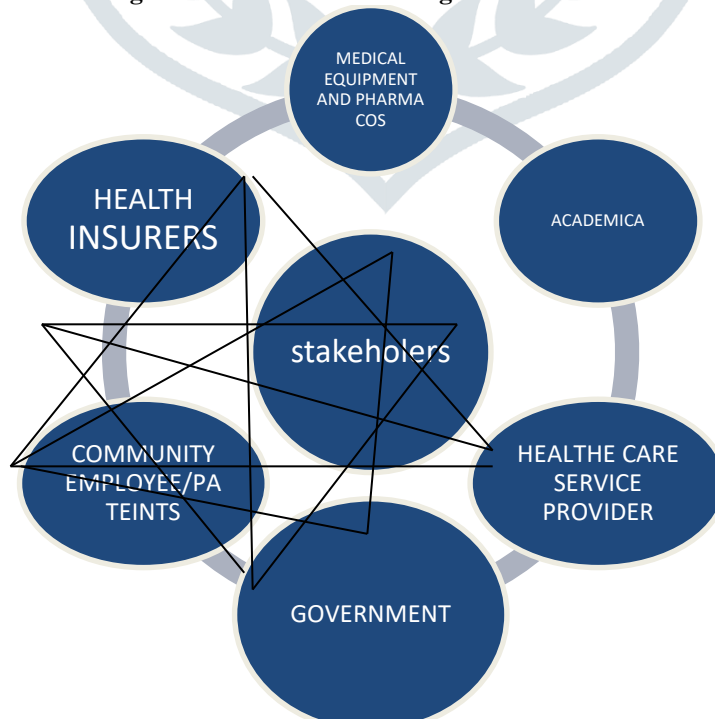 MEDICAL
EQUIPMENT
AND PHARMA
COS
HEALTH
INSURERS
ACADEMICA
stakeholers
COMMUNITY
EMPLOYEE/PA
TEINTS
HEALTHE CARE
SERVICE
PROVIDER
GOVERNMENT